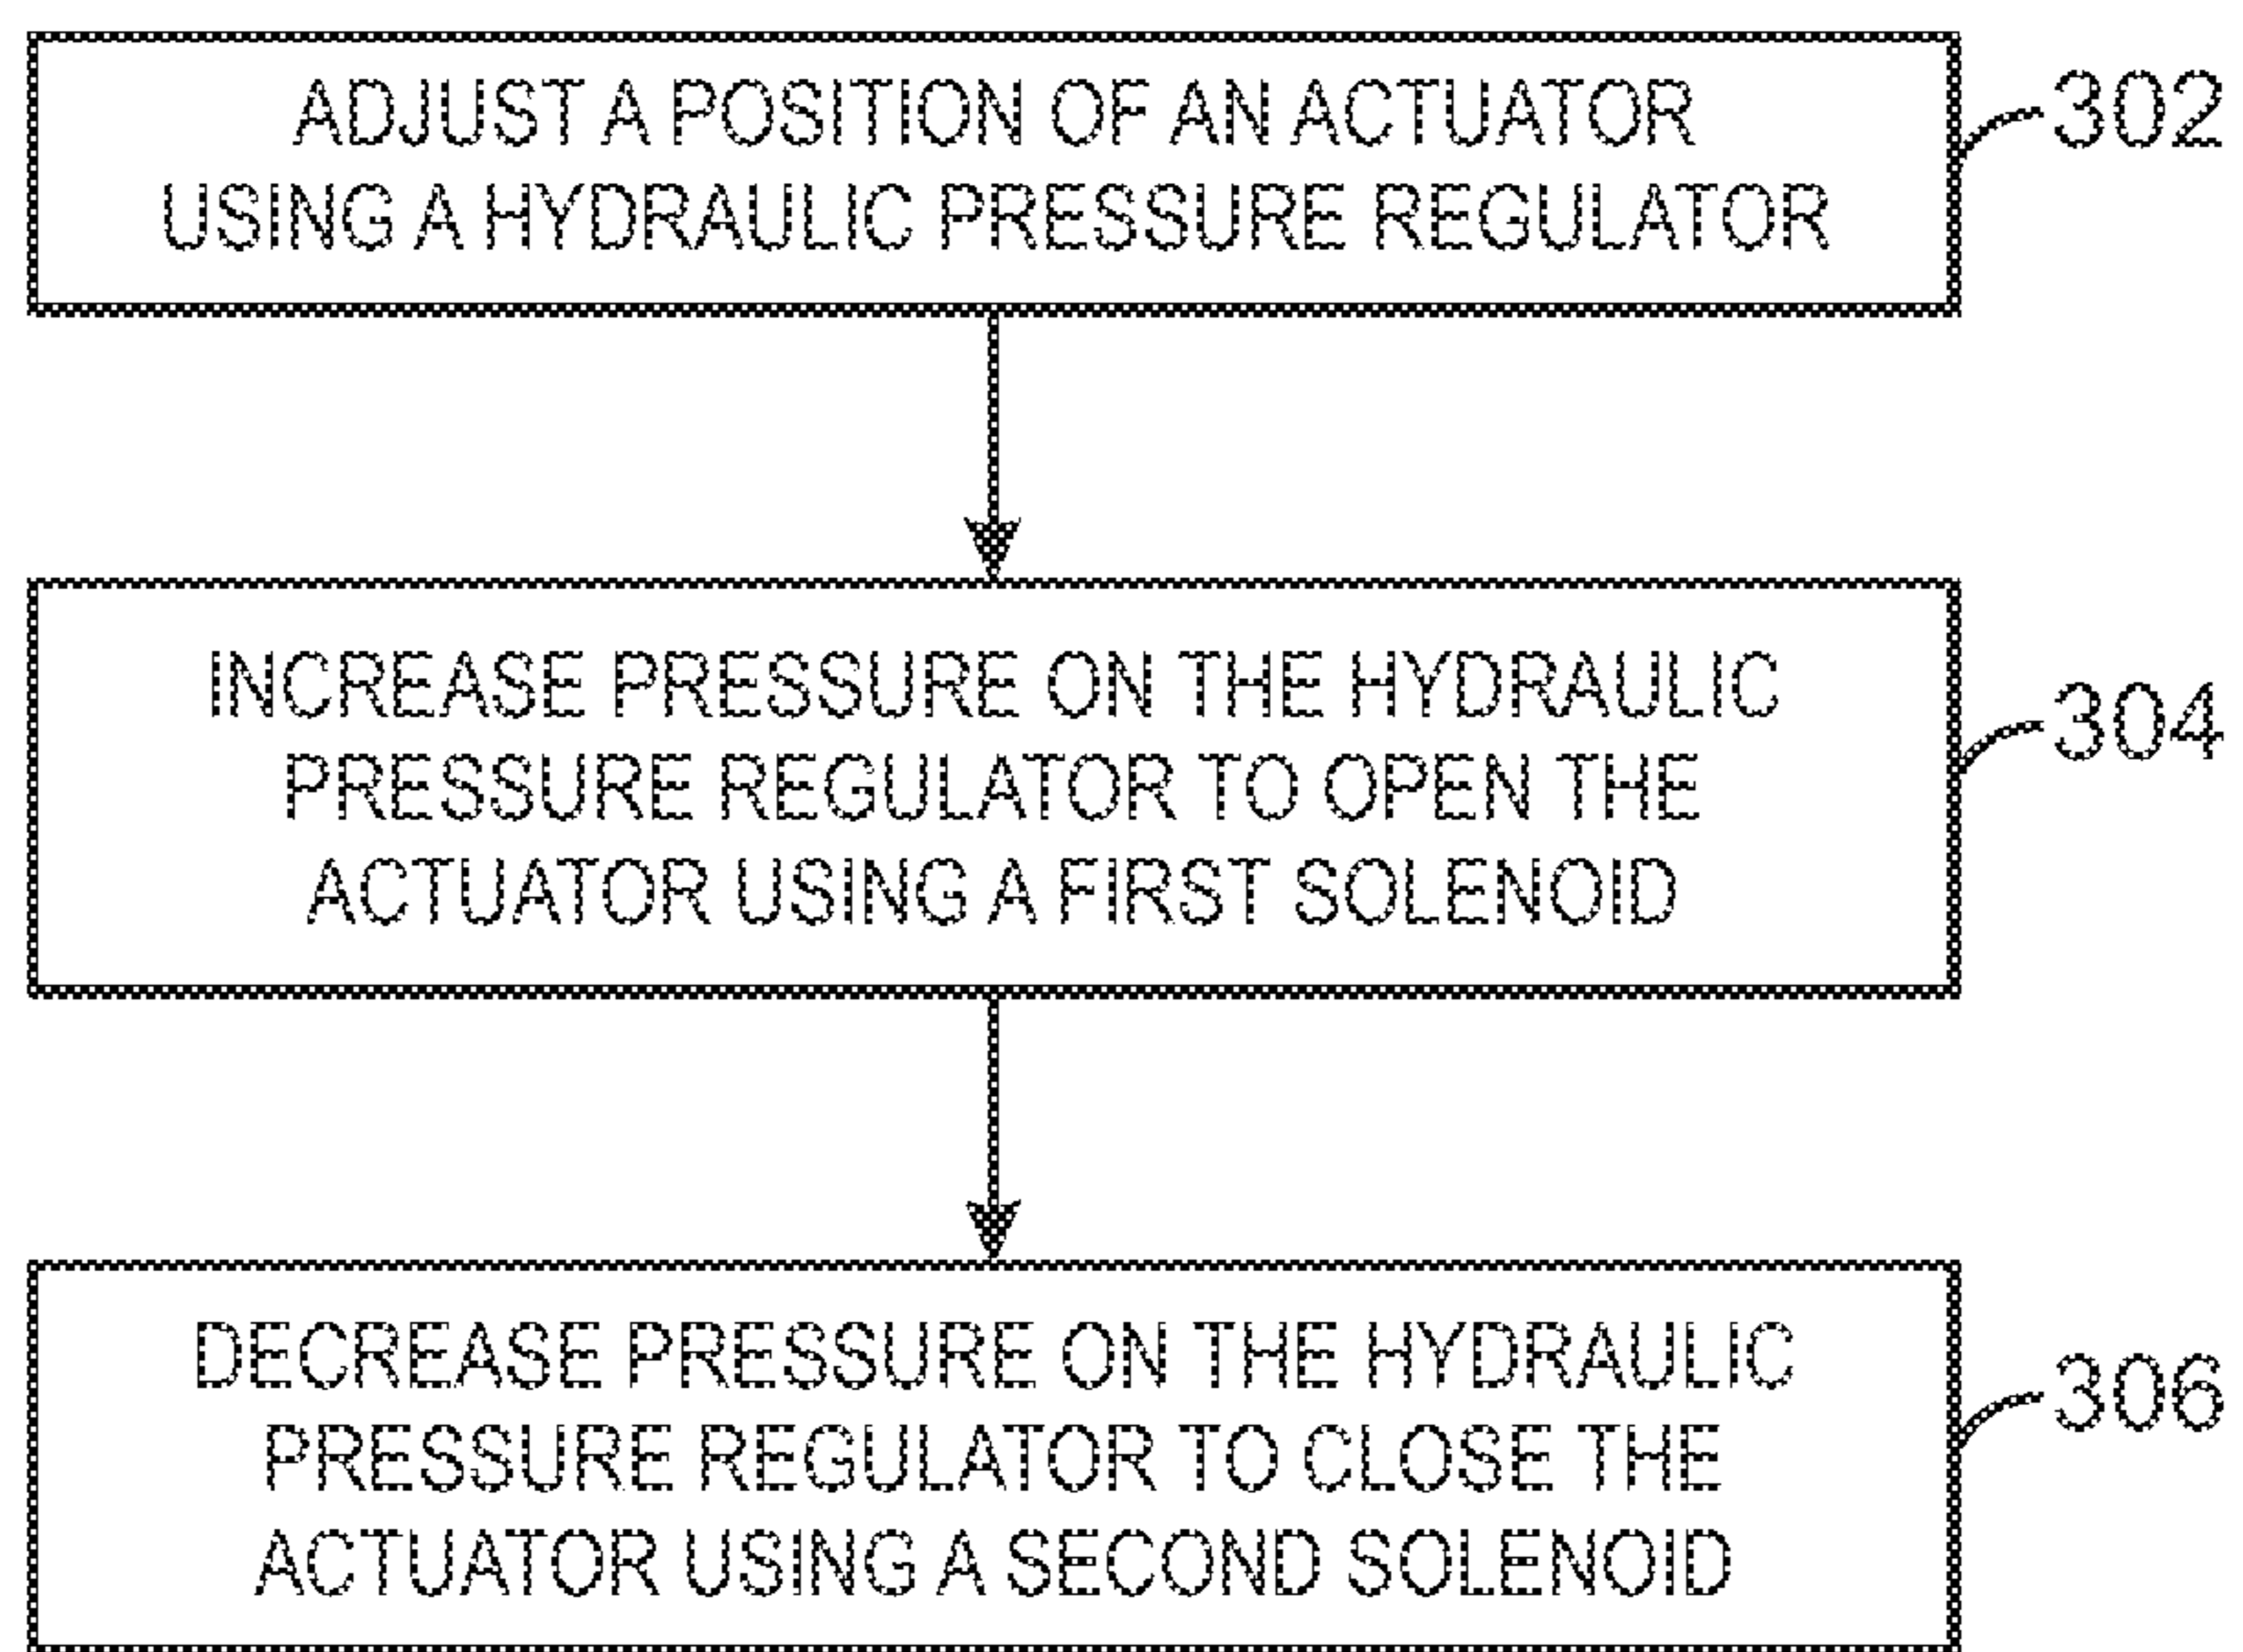 ADJUST A POSITION OF AN ACTUATOR
USING A HYDRAULIC PRESSURE REGULATOR
302
INCREASE PRESSURE ON THE HYDRAULIC
PRESSURE REGULATOR TO OPEN THE
ACTUATOR USING A FIRST SOLENOID
304
DECREASE PRESSURE ON THE HYDRAULIC
PRESSURE REGULATOR TO CLOSE THE
ACTUATOR USING A SECOND SOLENOID
306